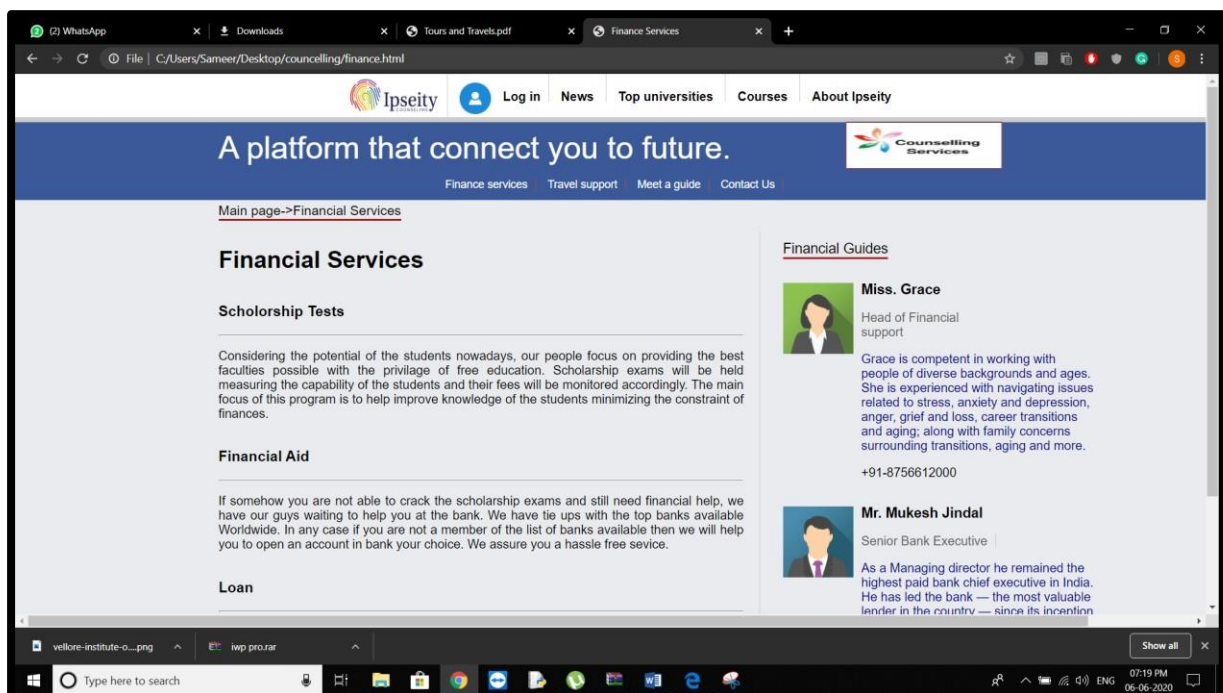 (2) WhatsApp
Downloads
Tours and Travels.pdf
Finance Services
File | C:/Users/Sameer/Desktop/councelling/finance.html
S
Ipseity
Log in
News
Top universities
Courses
About Ipseity
A platform that connect you to future.
Counselling
Services
Finance services
Travel support
Meet a guide
Contact Us
Main page->Financial Services
Financial Services
Scholorship Tests
Considering the potential of the students nowadays, our people focus on providing the best
faculties possible with the privilage of free education. Scholarship exams will be held
measuring the capability of the students and their fees will be monitored accordingly. The main
focus of this program is to help improve knowledge of the students minimizing the constraint of
finances.
Financial Aid
If somehow you are not able to crack the scholarship exams and still need financial help, we
have our guys waiting to help you at the bank. We have tie ups with the top banks available
Worldwide. In any case if you are not a member of the list of banks available then we will help
you to open an account in bank your choice. We assure you a hassle free sevice.
Loan
Financial Guides
Miss. Grace
Head of Financial
support
Grace is competent in working with
people of diverse backgrounds and ages.
She is experienced with navigating issues
related to stress, anxiety and depression,
anger, grief and loss, career transitions
and aging; along with family concerns
surrounding transitions, aging and more.
+91-8756612000
Mr. Mukesh Jindal
Senior Bank Executive
As a Managing director he remained the
highest paid bank chief executive in India.
He has led the bank — the most valuable
lender in the country — since its inception
vellore-institute-o....png
iwp pro.rar
Show all
Type here to search
ENG
07:19 PM
06-06-2020